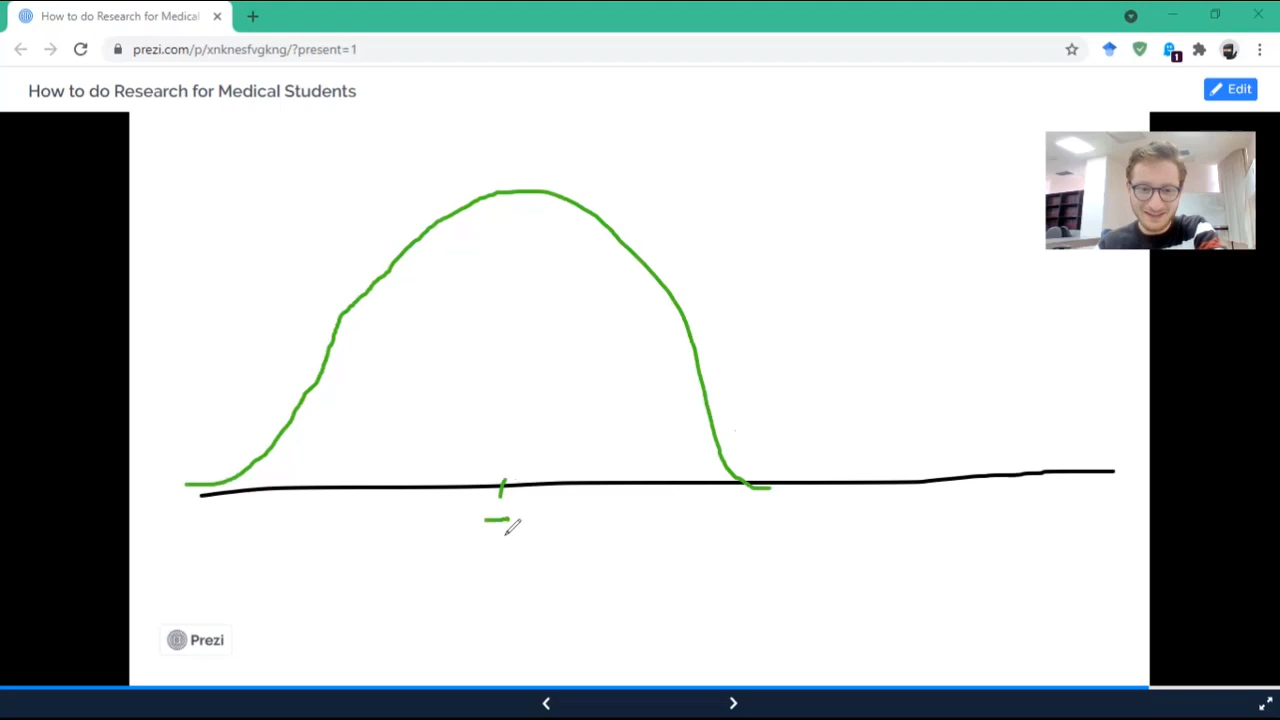 How to do Research for Medical
prezi.com/p/xnknesfvgkng/?present=1
1
How to do Research for Medical Students
Edit
Prezi